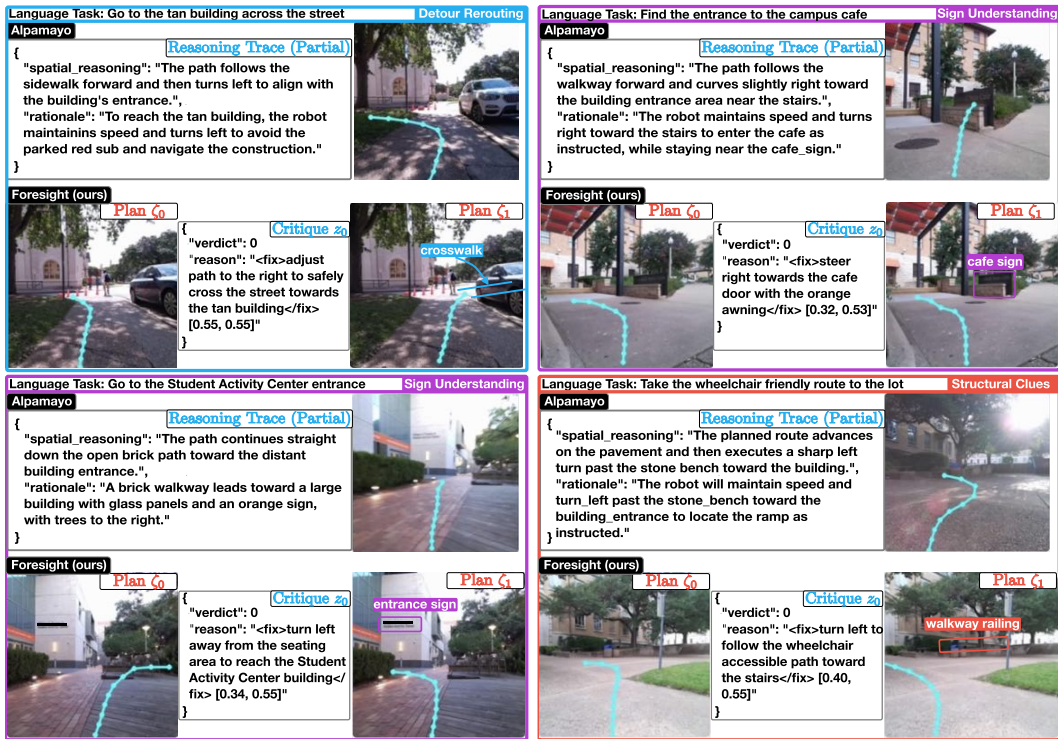 Language Task: Go to the tan building across the street
Detour Rerouting
Alpamayo
Reasoning Trace (Partial)
{
"spatial_reasoning": "The path follows the
sidewalk forward and then turns left to align with
the building's entrance.",
"rationale": "To reach the tan building, the robot
maintainins speed and turns left to avoid the
parked red sub and navigate the construction."
}
Foresight (ours)
Plan ζ0
{
Critique z0
"verdict": 0
"reason": "<fix>adjust
path to the right to safely
cross the street towards
the tan building</fix>
[0.55, 0.55]"
}
Plan ζ1
crosswalk
Language Task: Find the entrance to the campus cafe
Sign Understanding
Alpamayo
Reasoning Trace (Partial)
{
"spatial_reasoning": "The path follows the
walkway forward and curves slightly right toward
the building entrance area near the stairs.",
"rationale": "The robot maintains speed and turns
right toward the stairs to enter the cafe as
instructed, while staying near the cafe_sign."
}
Foresight (ours)
Plan ζ0
{
Critique z0
"verdict": 0
"reason": "<fix>steer
right towards the cafe
door with the orange
awning</fix> [0.32, 0.53]"
}
Plan ζ1
cafe sign
Language Task: Go to the Student Activity Center entrance
Sign Understanding
Alpamayo
Reasoning Trace (Partial)
{
"spatial_reasoning": "The path continues straight
down the open brick path toward the distant
building entrance.",
"rationale": "A brick walkway leads toward a large
building with glass panels and an orange sign,
with trees to the right."
}
Foresight (ours)
Plan ζ0
{
Critique z0
"verdict": 0
"reason": "<fix>turn left
away from the seating
area to reach the Student
Activity Center building</
fix> [0.34, 0.55]"
}
Plan ζ1
entrance sign
Language Task: Take the wheelchair friendly route to the lot
Structural Clues
Alpamayo
Reasoning Trace (Partial)
{
"spatial_reasoning": "The planned route advances
on the pavement and then executes a sharp left
turn past the stone bench toward the building.",
"rationale": "The robot will maintain speed and
turn_left past the stone_bench toward the
building_entrance to locate the ramp as
instructed."
}
Foresight (ours)
Plan ζ0
{
Critique z0
"verdict": 0
"reason": "<fix>turn left to
follow the wheelchair
accessible path toward
the stairs</fix> [0.40,
0.55]"
}
Plan ζ1
walkway railing